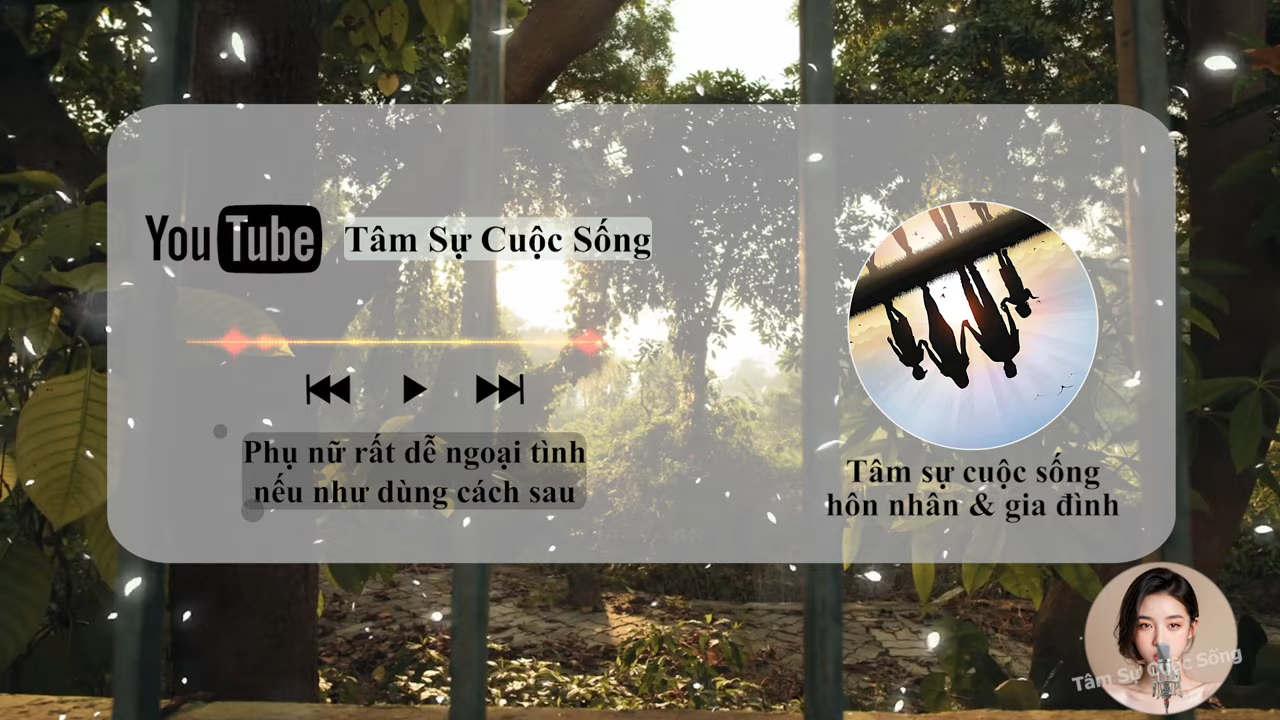 YouTube
Tâm Sự Cuộc Sống
Phụ nữ rất dễ ngoại tình
nếu như dùng cách sau
Tâm sự cuộc sống
hôn nhân & gia đình
Tâm Sự Cuộc Sống